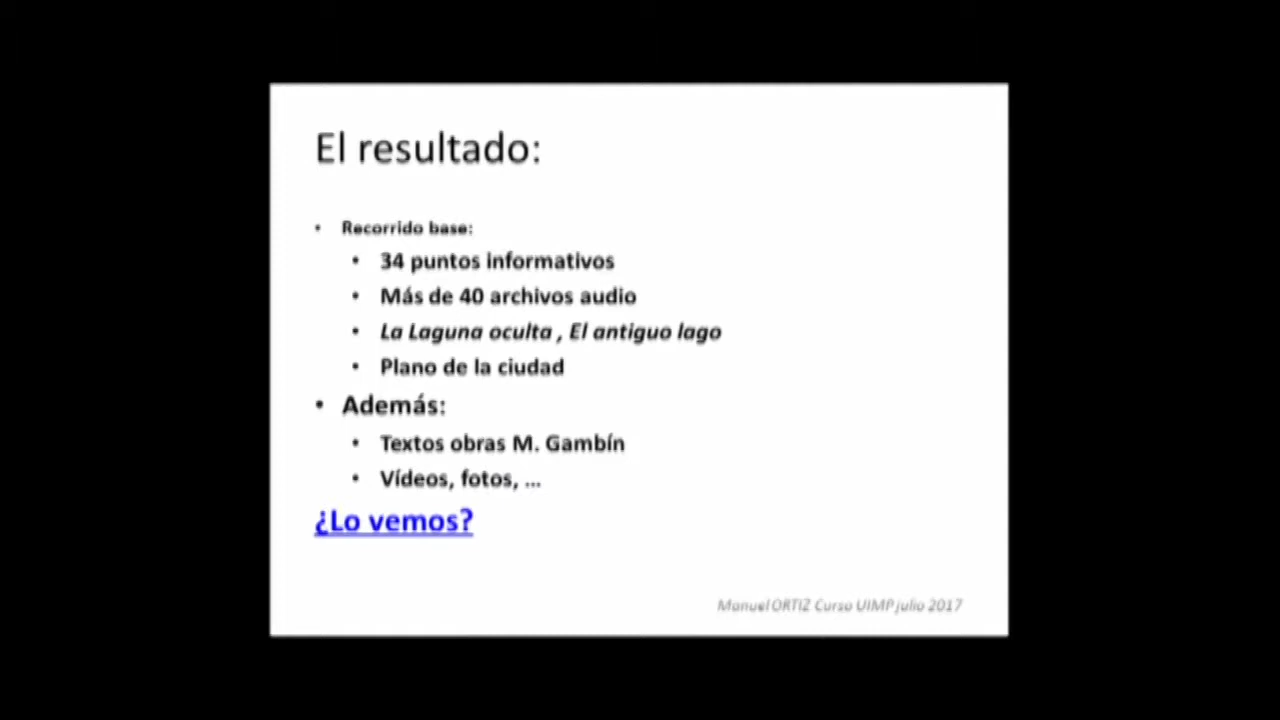 El resultado:
• Recorrido base:
• 34 puntos informativos
• Más de 40 archivos audio
• La Laguna oculta , El antiguo lago
• Plano de la ciudad
• Además:
• Textos obras M. Gambín
• Vídeos, fotos, ...
¿Lo vemos?
Manuel ORTIZ Curso UIMP julio 2017